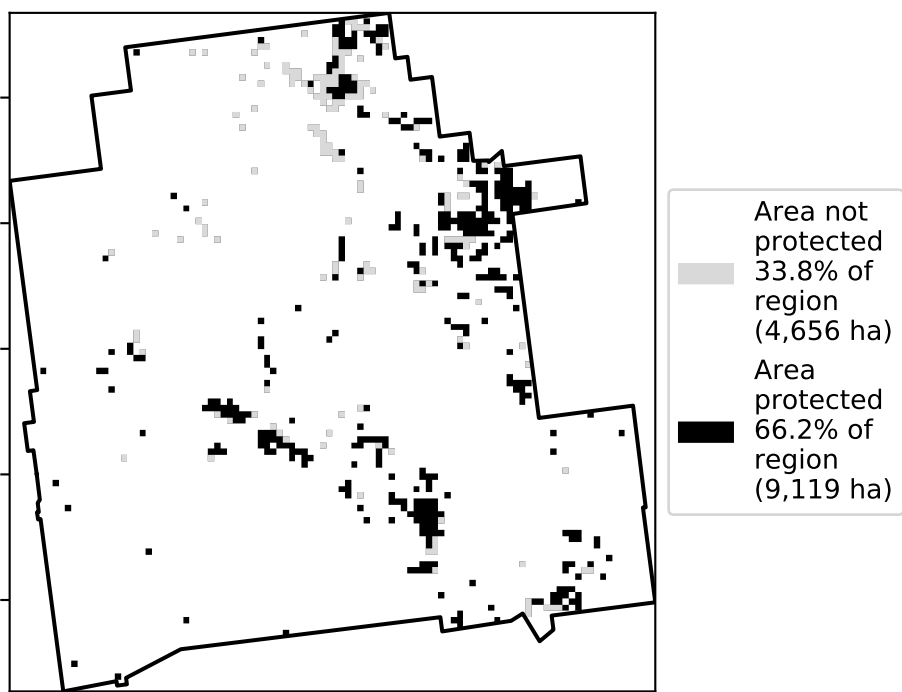 Area not
protected
33.8% of
region
(4,656 ha)
Area
protected
66.2% of
region
(9,119 ha)